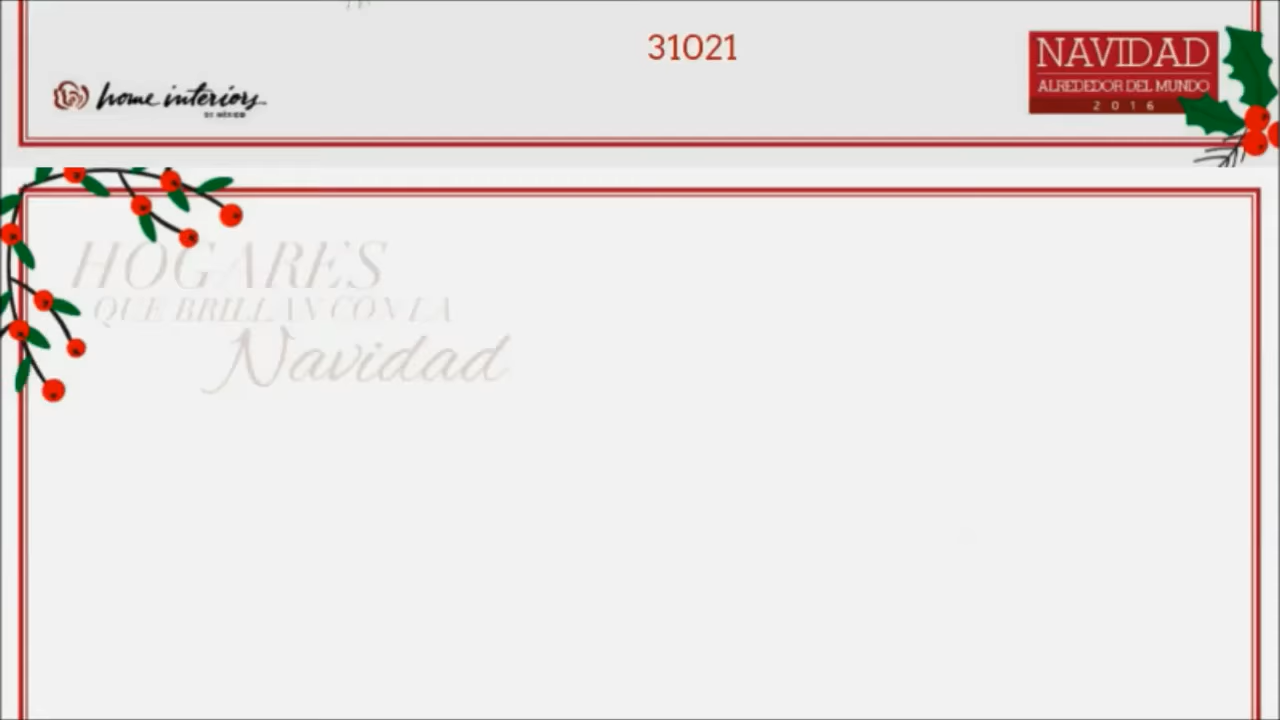 31021
home interiors
DE MÉXICO
NAVIDAD
ALREDEDOR DEL MUNDO
2016
HOGARES
QUE BRILLAN CON LA
Navidad